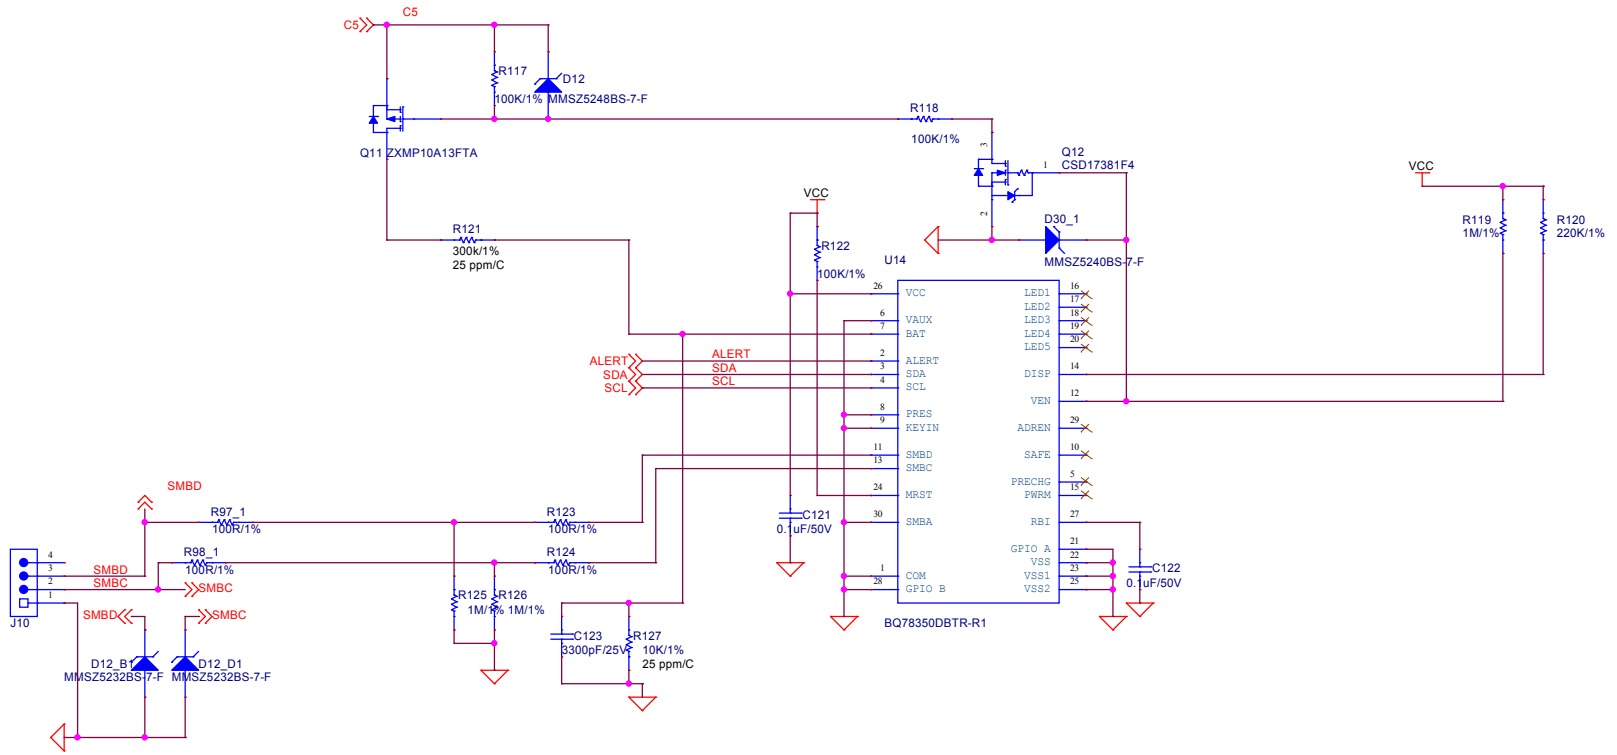 C5
C5
R117
100K/1%
D12
MMSZ5248BS-7-F
Q11 ZXMP10A13FTA
R118
100K/1%
3
Q12
CSD17381F4
1
2
D30_1
MMSZ5240BS-7-F
VCC
R119
1M/1%
R120
220K/1%
R121
300k/1%
25 ppm/C
VCC
R122
100K/1%
U14
26 VCC
6 VAUX
7 BAT
2 ALERT
3 SDA
4 SCL
8 PRES
9 KEYIN
11 SMBD
13 SMBC
24 MRST
30 SMBA
1 COM
28 GPIO B
LED1 16
LED2 17
LED3 18
LED4 19
LED5 20
DISP 14
VEN 12
ADREN 29
SAFE 10
PRECHG 5
PWRM 15
RBI 27
GPIO A 21
VSS 22
VSS1 23
VSS2 25
BQ78350DBTR-R1
ALERT ALERT
SDA SDA
SCL SCL
C121
0.1uF/50V
C122
0.1uF/50V
SMBD
R97_1
100R/1%
R123
100R/1%
R98_1
100R/1%
R124
100R/1%
4
3
2
1
J10
SMBD
SMBC
SMBC
R125
1M/1%
R126
1M/1%
SMBD
SMBC
D12_B1
MMSZ5232BS-7-F
D12_D1
MMSZ5232BS-7-F
C123
3300pF/25V
R127
10K/1%
25 ppm/C